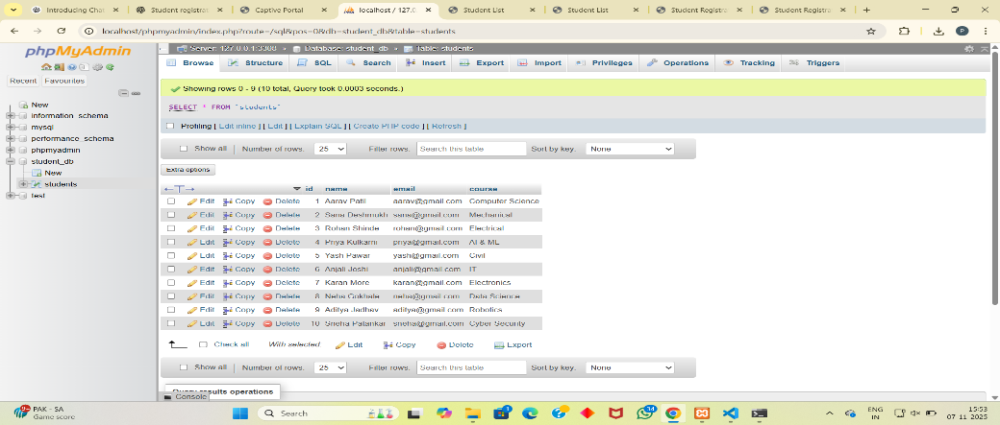 Introducing Cha
Student registrat
Captive Portal
localhost / 127.0
Student List
Student List
Student Registra
Student Registra
localhost/phpmyadmin/index.php?route=/sql&pos=0&db=student_db&table=students
P
phpMyAdmin
Recent Favourites
New
information_schema
mysql
performance_schema
phpmyadmin
student_db
New
students
test
Server: 127.0.0.1:3306 » Database: student_db » Table: students
Browse Structure SQL Search Insert Export Import Privileges Operations Tracking Triggers
Showing rows 0 - 9 (10 total, Query took 0.0003 seconds.)
SELECT * FROM `students`
Profiling [ Edit inline ] [ Edit ] [ Explain SQL ] [ Create PHP code ] [ Refresh ]
Show all Number of rows: 25 Filter rows: Search this table Sort by key: None
Extra options
id name email course
Edit Copy Delete 1 Aarav Patil aarav@gmail.com Computer Science
Edit Copy Delete 2 Sana Deshmukh sana@gmail.com Mechanical
Edit Copy Delete 3 Rohan Shinde rohan@gmail.com Electrical
Edit Copy Delete 4 Priya Kulkarni priya@gmail.com AI & ML
Edit Copy Delete 5 Yash Pawar yash@gmail.com Civil
Edit Copy Delete 6 Anjali Joshi anjali@gmail.com IT
Edit Copy Delete 7 Karan More karan@gmail.com Electronics
Edit Copy Delete 8 Neha Gokhale neha@gmail.com Data Science
Edit Copy Delete 9 Aditya Jadhav aditya@gmail.com Robotics
Edit Copy Delete 10 Sneha Patankar sneha@gmail.com Cyber Security
Check all With selected: Edit Copy Delete Export
Show all Number of rows: 25 Filter rows: Search this table Sort by key: None
Query results operations
Console
PAK - SA
Game score
Search
34
ENG
IN
15:53
07-11-2025